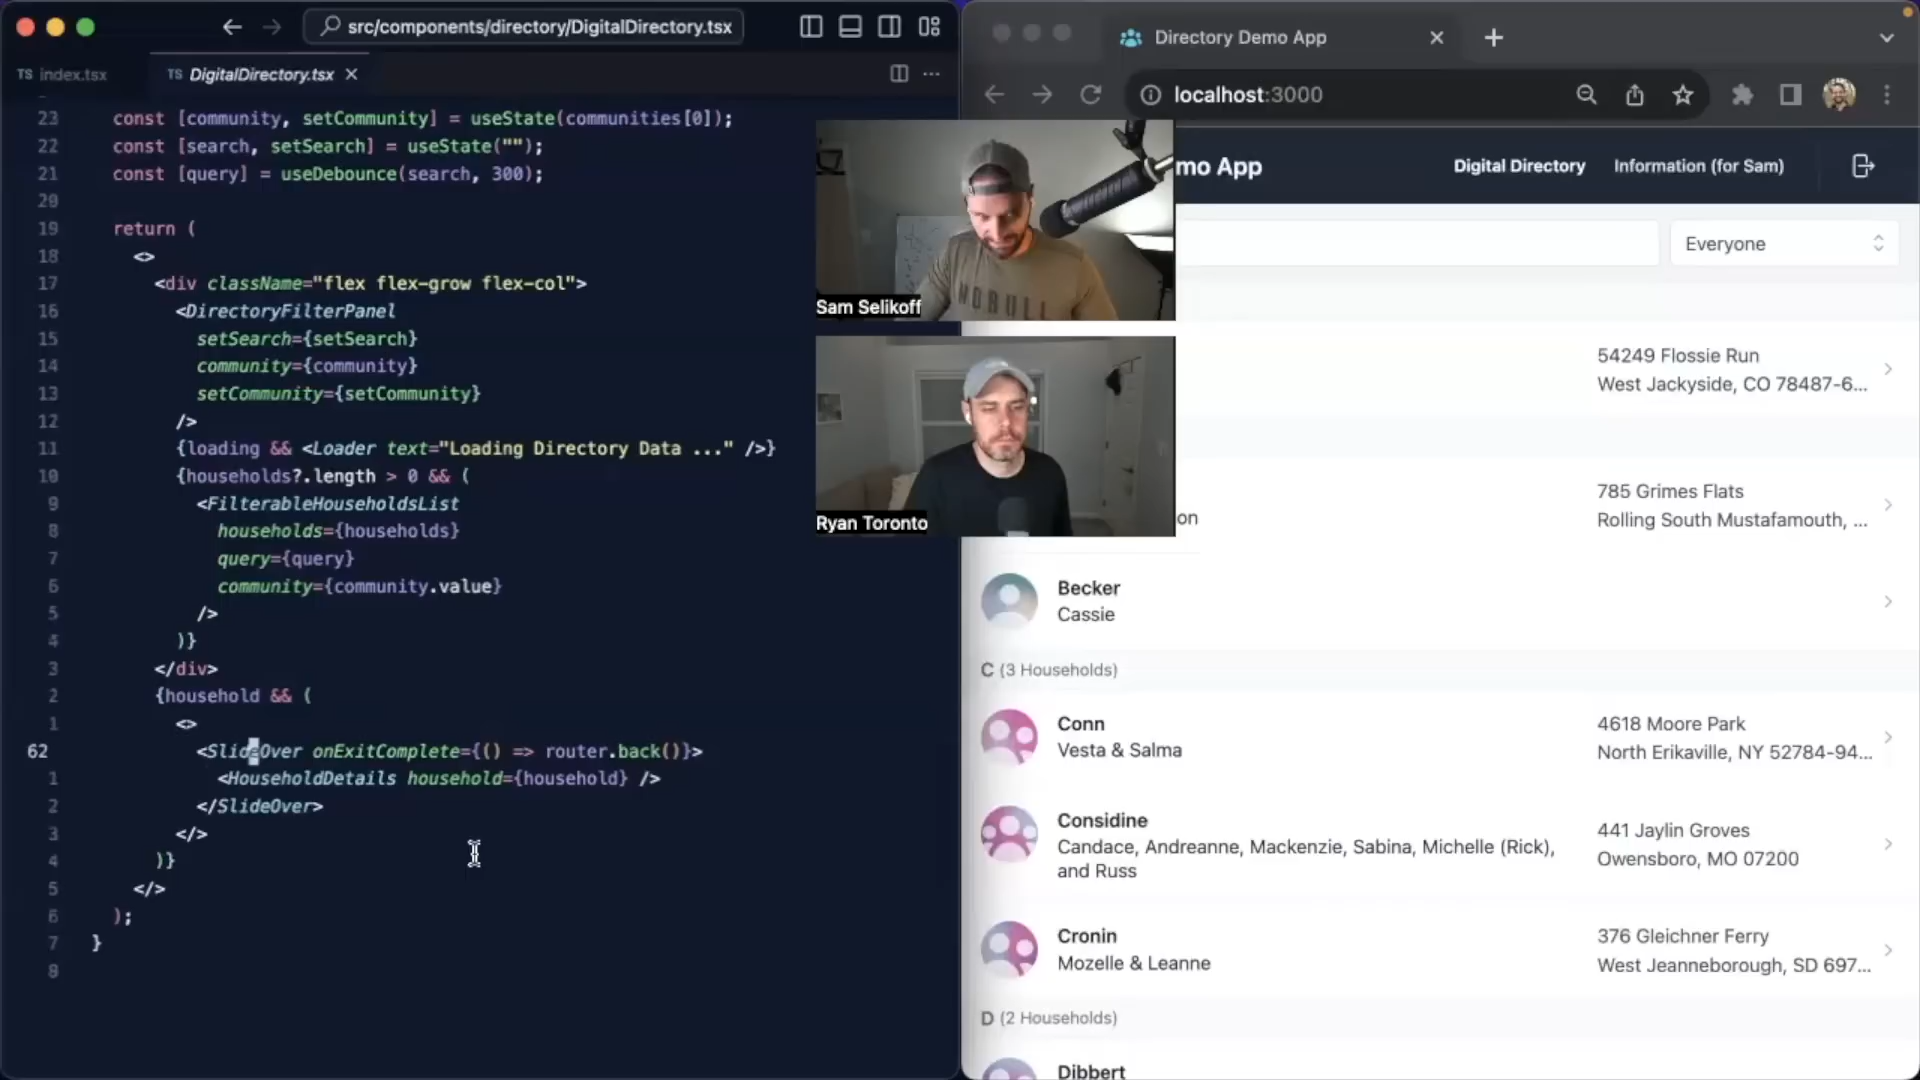 src/components/directory/DigitalDirectory.tsx
TS index.tsx
TS DigitalDirectory.tsx
23 const [community, setCommunity] = useState(communities[0]);
22 const [search, setSearch] = useState("");
21 const [query] = useDebounce(search, 300);
20
19 return (
18 <>
17 <div className="flex flex-grow flex-col">
16 <DirectoryFilterPanel
15 setSearch={setSearch}
14 community={community}
13 setCommunity={setCommunity}
12 />
11 {loading && <Loader text="Loading Directory Data ..." />}
10 {households?.length > 0 && (
9 <FilterableHouseholdsList
8 households={households}
7 query={query}
6 community={community.value}
5 />
4 )}
3 </div>
2 {household && (
1 <>
62 <SlideOver onExitComplete={() => router.back()}>
1 <HouseholdDetails household={household} />
2 </SlideOver>
3 </>
4 )}
5 </>
6 );
7 }
8
Sam Selikoff
NOBULL
Ryan Toronto
Directory Demo App
localhost:3000
mo App
Digital Directory
Information (for Sam)
Everyone
54249 Flossie Run
West Jackyside, CO 78487-6...
785 Grimes Flats
on
Rolling South Mustafamouth, ...
Becker
Cassie
C (3 Households)
Conn
Vesta & Salma
4618 Moore Park
North Erikaville, NY 52784-94...
Considine
Candace, Andreanne, Mackenzie, Sabina, Michelle (Rick),
and Russ
441 Jaylin Groves
Owensboro, MO 07200
Cronin
Mozelle & Leanne
376 Gleichner Ferry
West Jeanneborough, SD 697...
D (2 Households)
Dibbert